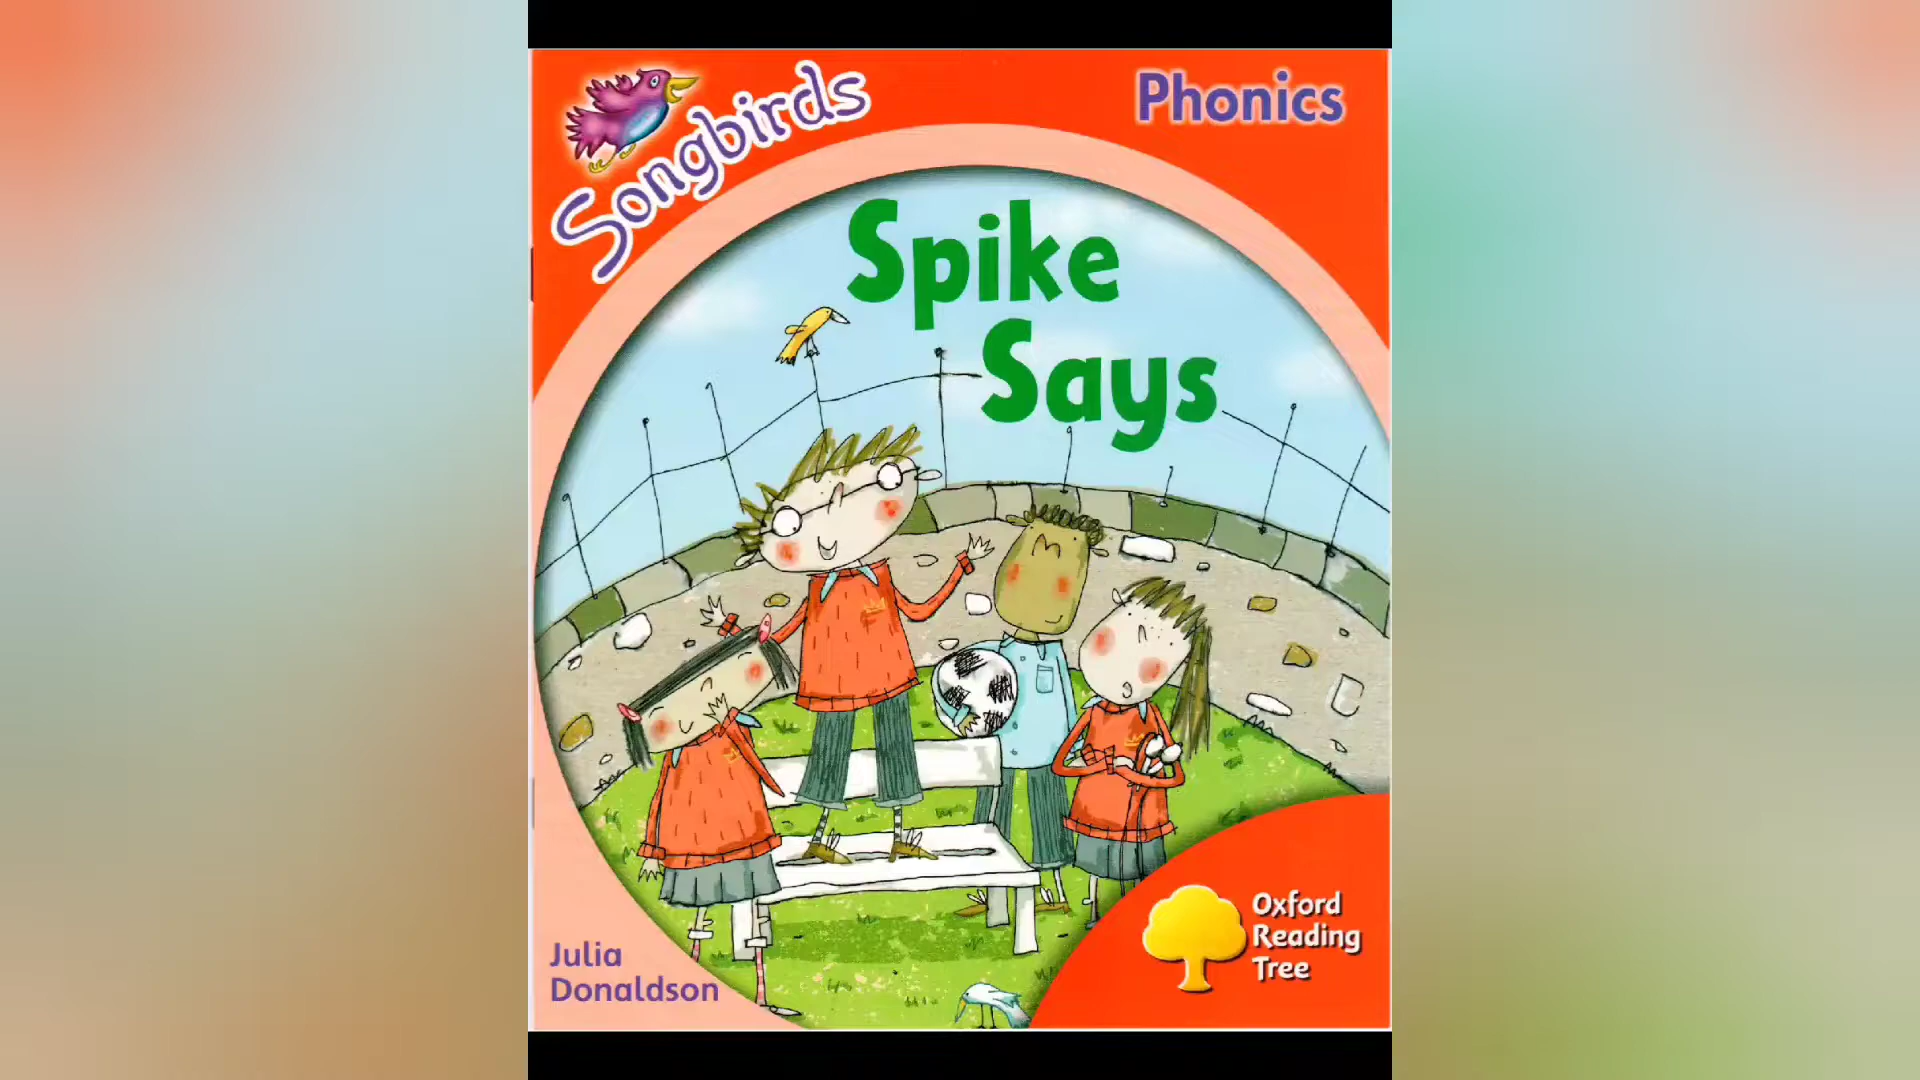 Songbirds
Phonics
Spike
Says
Julia
Donaldson
Oxford
Reading
Tree